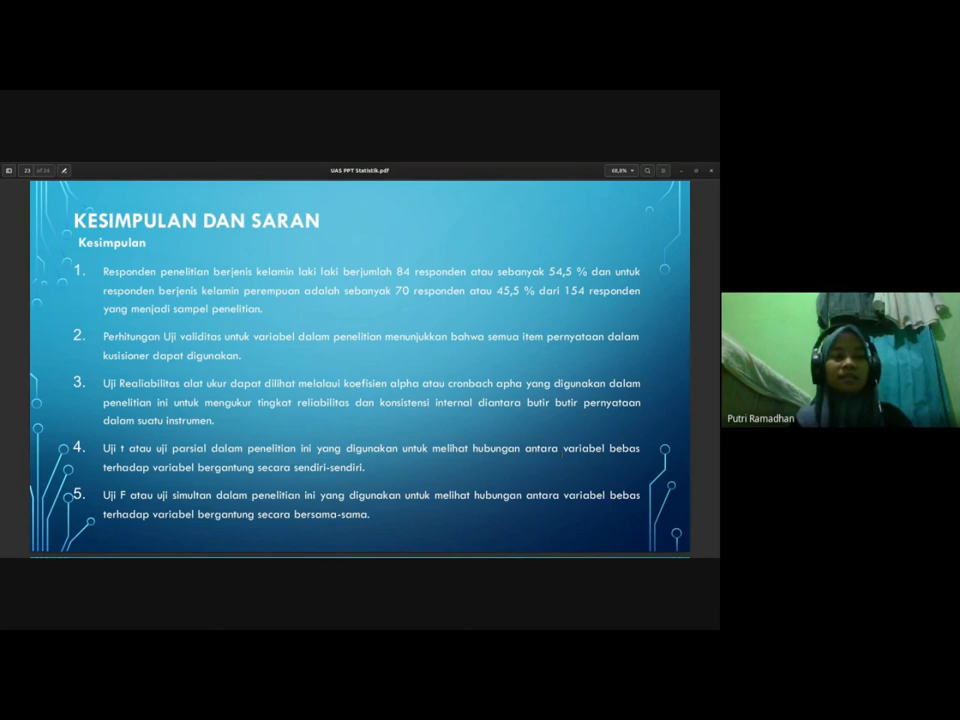 23 of 24
UAS PPT Statistik.pdf
68,8%
KESIMPULAN DAN SARAN
Kesimpulan
1. Responden penelitian berjenis kelamin laki laki berjumlah 84 responden atau sebanyak 54,5 % dan untuk
responden berjenis kelamin perempuan adalah sebanyak 70 responden atau 45,5 % dari 154 responden
yang menjadi sampel penelitian.
2. Perhitungan Uji validitas untuk variabel dalam penelitian menunjukkan bahwa semua item pernyataan dalam
kusisioner dapat digunakan.
3. Uji Realiabilitas alat ukur dapat dilihat melalaui koefisien alpha atau cronbach apha yang digunakan dalam
penelitian ini untuk mengukur tingkat reliabilitas dan konsistensi internal diantara butir butir pernyataan
dalam suatu instrumen.
4. Uji t atau uji parsial dalam penelitian ini yang digunakan untuk melihat hubungan antara variabel bebas
terhadap variabel bergantung secara sendiri-sendiri.
5. Uji F atau uji simultan dalam penelitian ini yang digunakan untuk melihat hubungan antara variabel bebas
terhadap variabel bergantung secara bersama-sama.
Putri Ramadhan